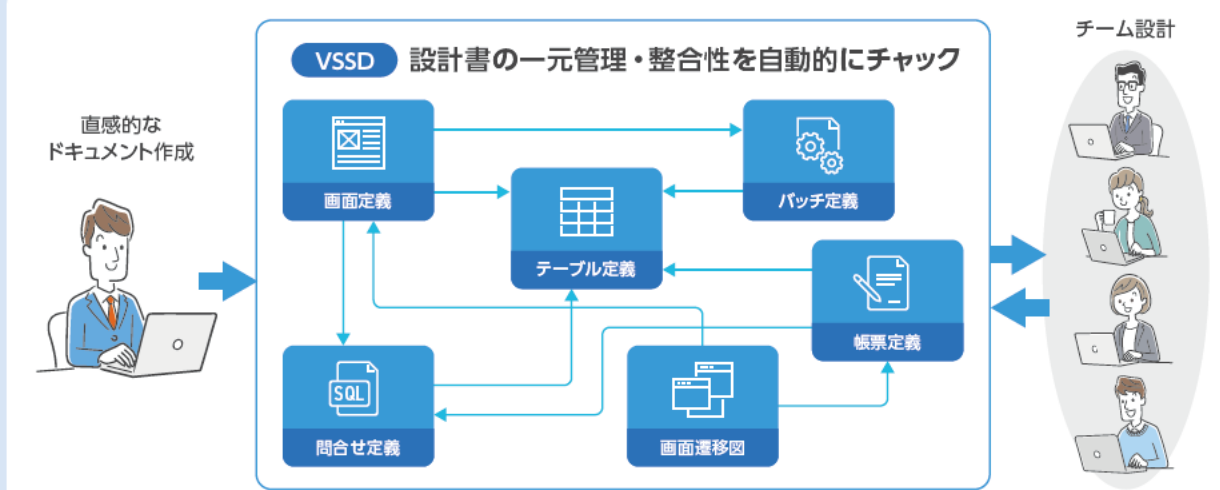 チーム設計
VSSD 設計書の一元管理・整合性を自動的にチャック
直感的な
ドキュメント作成
画面定義
バッチ定義
テーブル定義
帳票定義
SQL
問合せ定義
画面遷移図